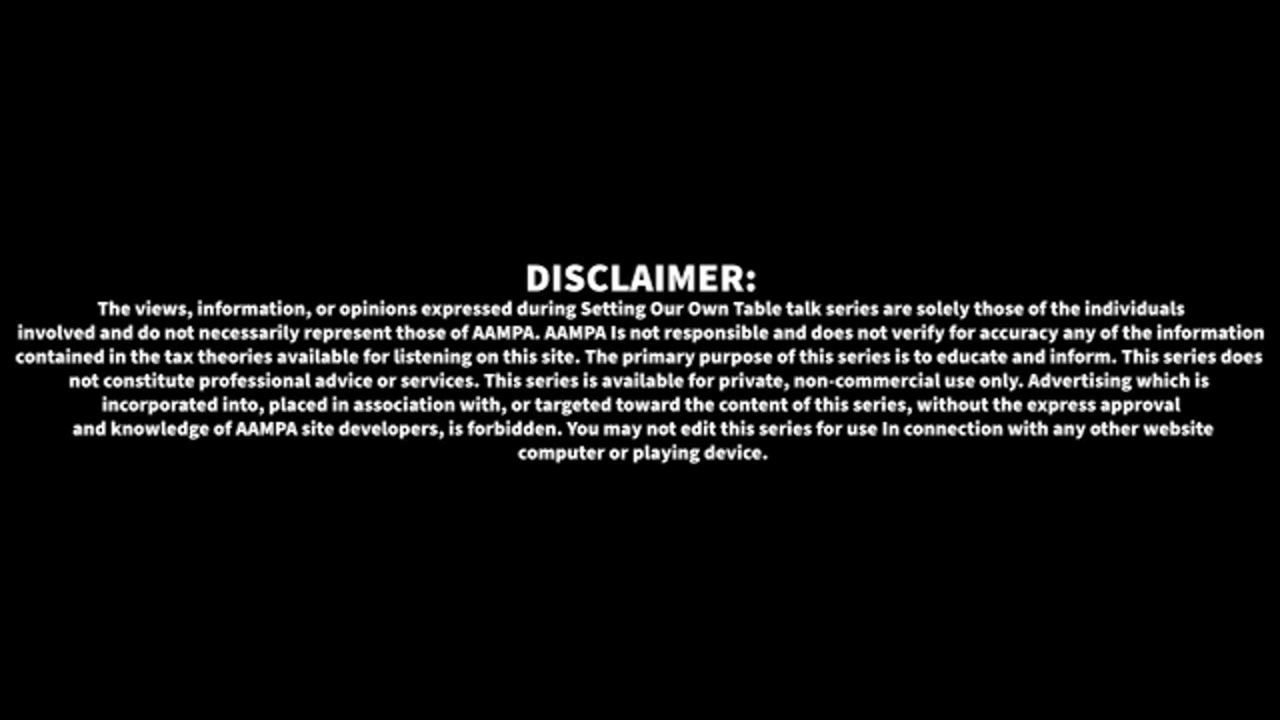 DISCLAIMER:
The views, information, or opinions expressed during Setting Our Own Table talk series are solely those of the individuals
involved and do not necessarily represent those of AAMPA. AAMPA Is not responsible and does not verify for accuracy any of the information
contained in the tax theories available for listening on this site. The primary purpose of this series is to educate and inform. This series does
not constitute professional advice or services. This series is available for private, non-commercial use only. Advertising which is
incorporated into, placed in association with, or targeted toward the content of this series, without the express approval
and knowledge of AAMPA site developers, is forbidden. You may not edit this series for use In connection with any other website
computer or playing device.